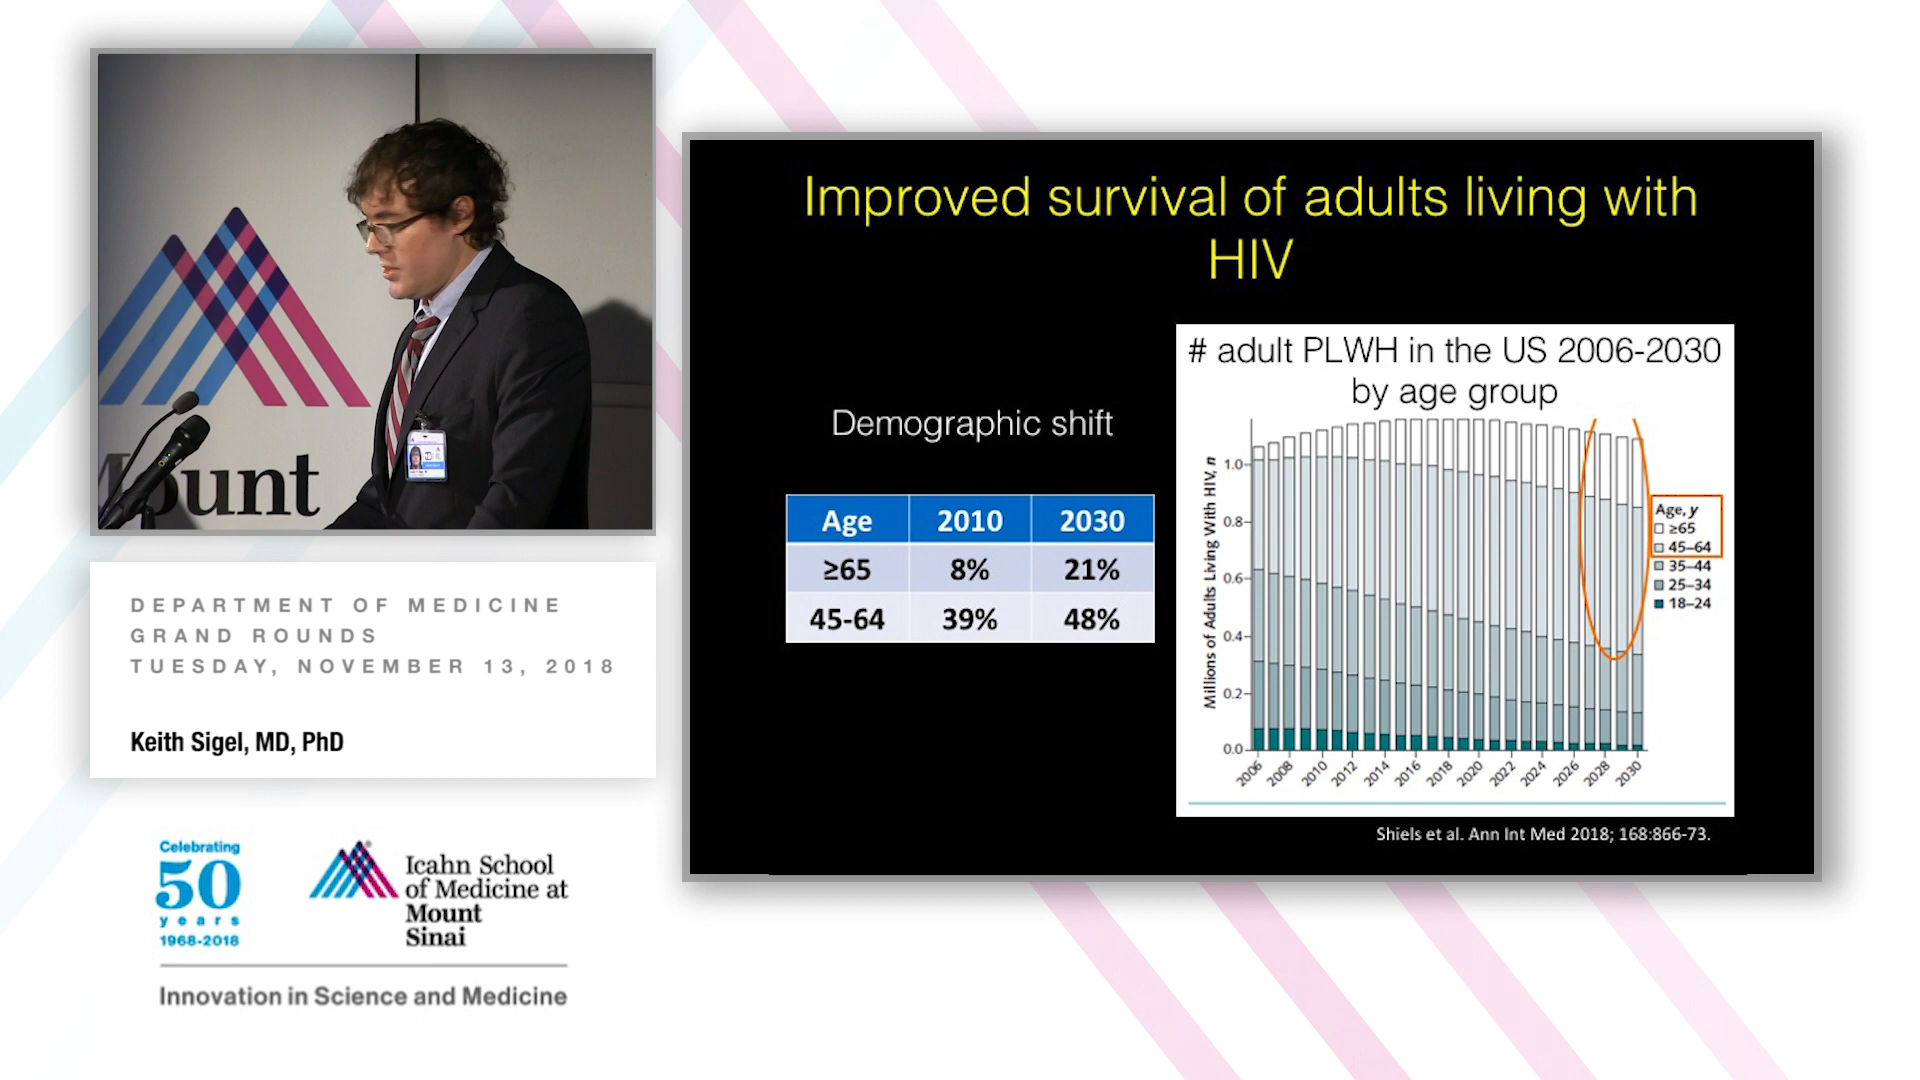 Mount
DEPARTMENT OF MEDICINE
GRAND ROUNDS
TUESDAY, NOVEMBER 13, 2018
Keith Sigel, MD, PhD
Celebrating
50
years
1968-2018
Icahn School
of Medicine at
Mount
Sinai
Innovation in Science and Medicine
Improved survival of adults living with
HIV
Demographic shift
Age 2010 2030
≥65 8% 21%
45-64 39% 48%
# adult PLWH in the US 2006-2030
by age group
Millions of Adults Living With HIV, n
1.0
0.8
0.6
0.4
0.2
0.0
2006 2008 2010 2012 2014 2016 2018 2020 2022 2024 2026 2028 2030
Age, y
≥65
45–64
35–44
25–34
18–24
Shiels et al. Ann Int Med 2018; 168:866-73.